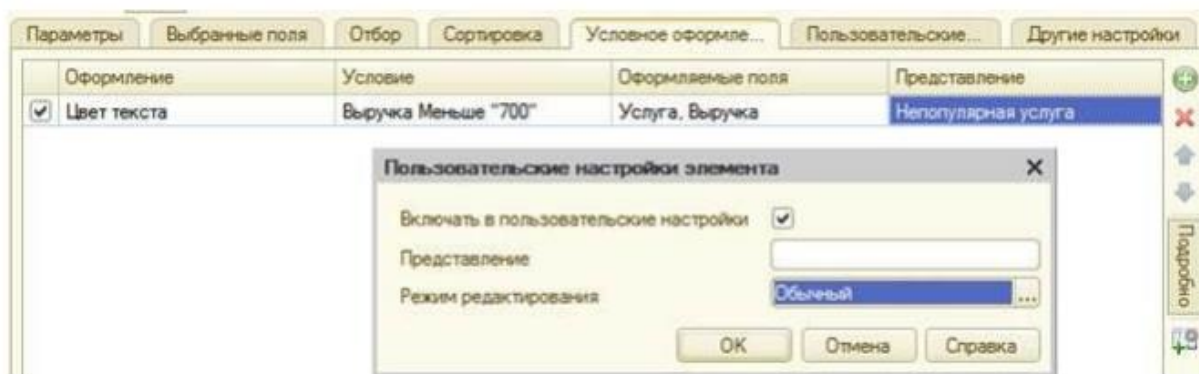 Параметры Выбранные поля Отбор Сортировка Условное оформле... Пользовательские... Другие настройки
Оформление Условие Оформляемые поля Представление
Цвет текста Выручка Меньше "700" Услуга, Выручка Непопулярная услуга
Пользовательские настройки элемента
Включать в пользовательские настройки
Представление
Режим редактирования Обычный ...
ОК Отмена Справка
Подробно